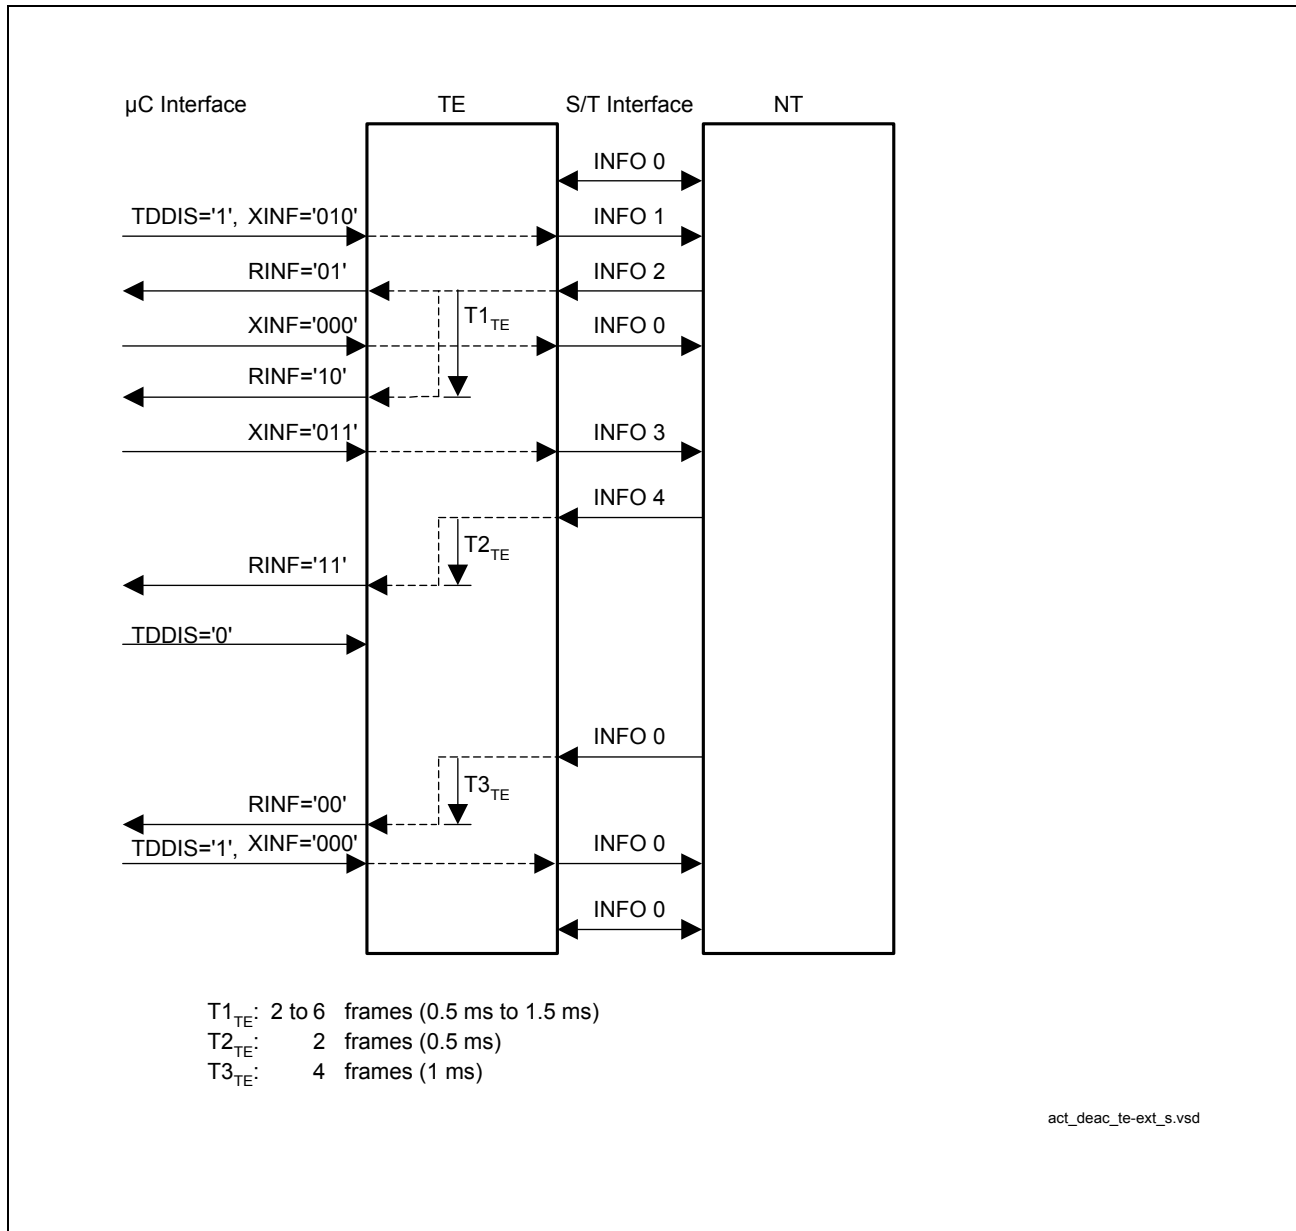 µC Interface TE S/T Interface NT
INFO 0
TDDIS='1', XINF='010' INFO 1
RINF='01' INFO 2
T1TE
XINF='000' INFO 0
RINF='10'
XINF='011' INFO 3
INFO 4
T2TE
RINF='11'
TDDIS='0'
INFO 0
T3TE
RINF='00'
TDDIS='1', XINF='000' INFO 0
INFO 0
T1TE: 2 to 6 frames (0.5 ms to 1.5 ms)
T2TE: 2 frames (0.5 ms)
T3TE: 4 frames (1 ms)
act_deac_te-ext_s.vsd